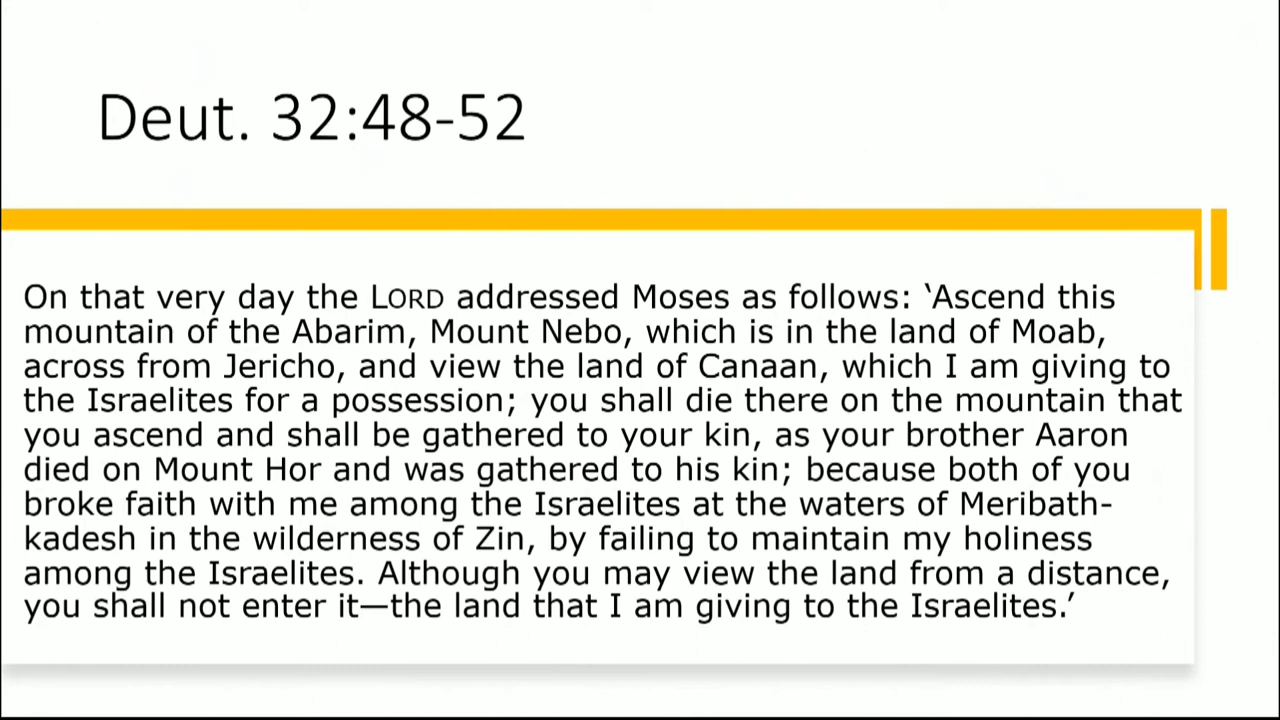 Deut. 32:48-52
On that very day the LORD addressed Moses as follows: ‘Ascend this
mountain of the Abarim, Mount Nebo, which is in the land of Moab,
across from Jericho, and view the land of Canaan, which I am giving to
the Israelites for a possession; you shall die there on the mountain that
you ascend and shall be gathered to your kin, as your brother Aaron
died on Mount Hor and was gathered to his kin; because both of you
broke faith with me among the Israelites at the waters of Meribath-
kadesh in the wilderness of Zin, by failing to maintain my holiness
among the Israelites. Although you may view the land from a distance,
you shall not enter it—the land that I am giving to the Israelites.’